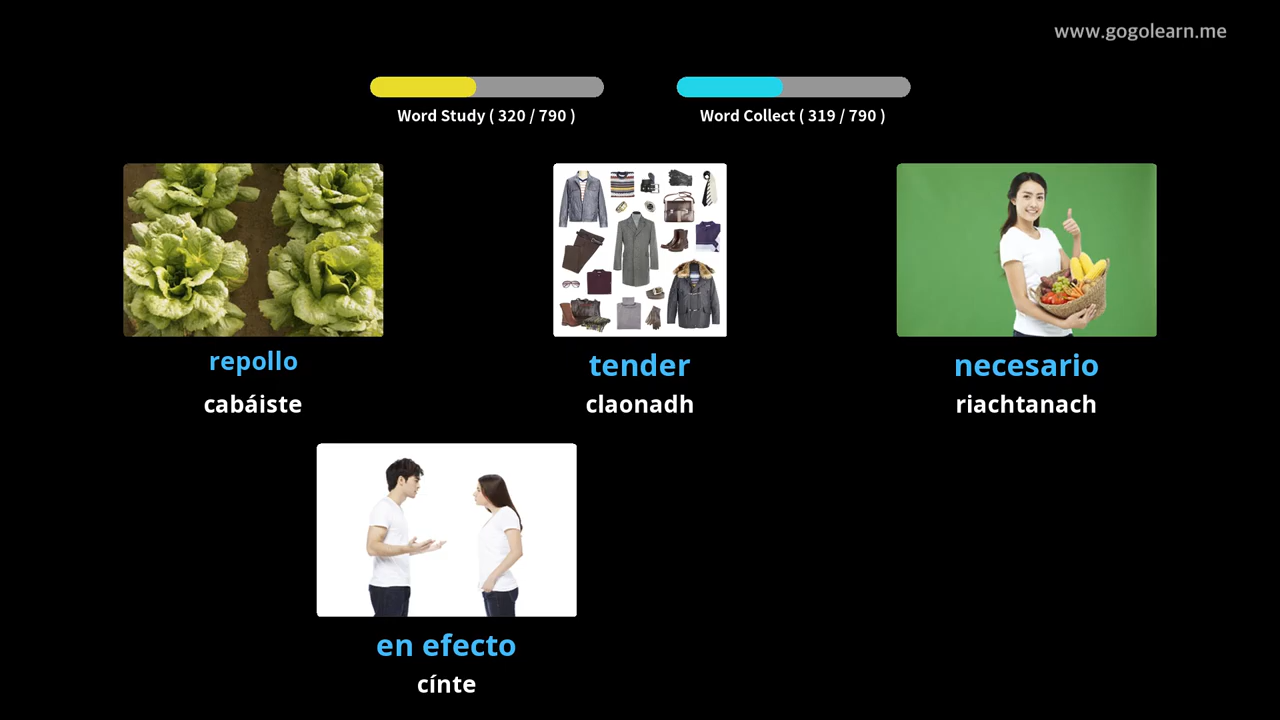 www.gogolearn.me
Word Study ( 320 / 790 )
Word Collect ( 319 / 790 )
repollo
cabáiste
tender
claonadh
necesario
riachtanach
en efecto
cínte